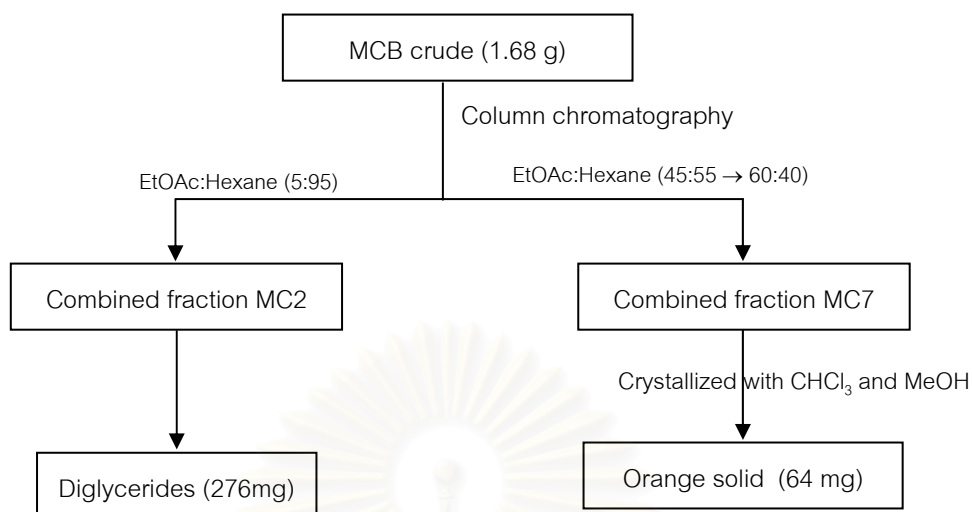 MCB crude (1.68 g)
Column chromatography
EtOAc:Hexane (5:95)
EtOAc:Hexane (45:55 → 60:40)
Combined fraction MC2
Combined fraction MC7
Crystallized with CHCl₃ and MeOH
Diglycerides (276mg)
Orange solid (64 mg)